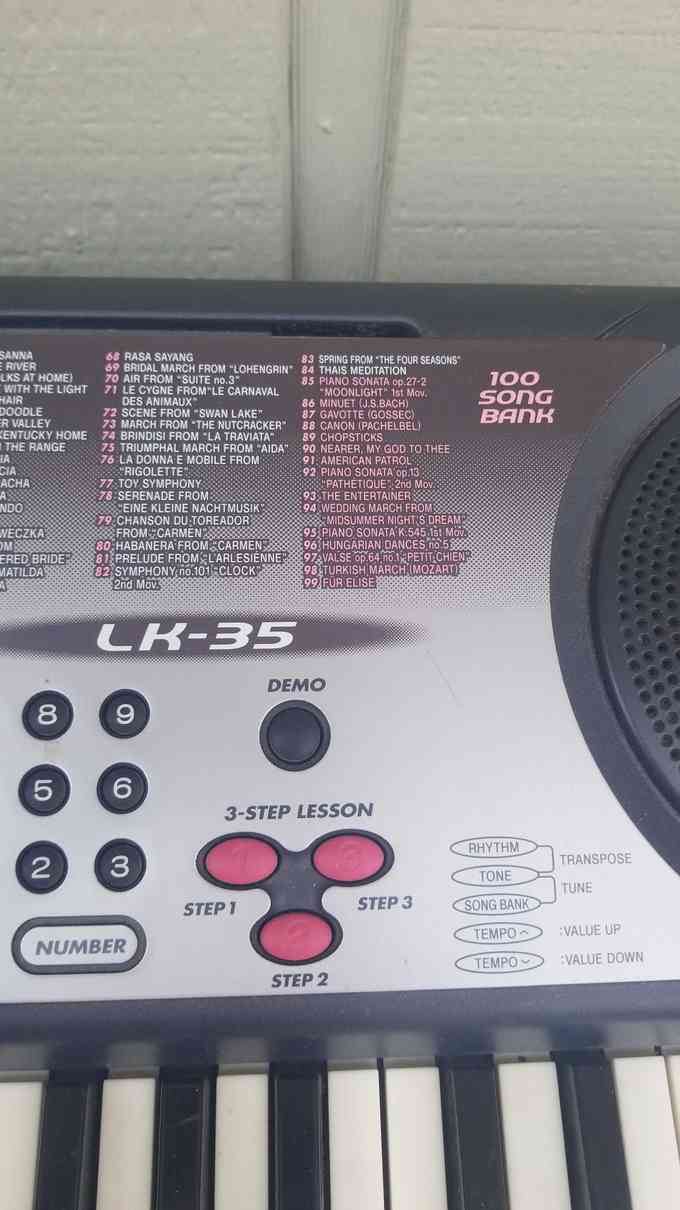 SANNA
E RIVER
LKS AT HOME)
WITH THE LIGHT
HAIR
DOODLE
ER VALLEY
KENTUCKY HOME
N THE RANGE
IA
CIA
ACHA
A
NDO
WECZKA
OM
ERED BRIDE"
MATILDA
A
68 RASA SAYANG
69 BRIDAL MARCH FROM "LOHENGRIN"
70 AIR FROM "SUITE no.3"
71 LE CYGNE FROM"LE CARNAVAL
DES ANIMAUX"
72 SCENE FROM "SWAN LAKE"
73 MARCH FROM "THE NUTCRACKER"
74 BRINDISI FROM "LA TRAVIATA"
75 TRIUMPHAL MARCH FROM "AIDA"
76 LA DONNA E MOBILE FROM
"RIGOLETTE"
77 TOY SYMPHONY
78 SERENADE FROM
"EINE KLEINE NACHTMUSIK"
79 CHANSON DU TOREADOR
FROM "CARMEN"
80 HABANERA FROM "CARMEN"
81 PRELUDE FROM "L'ARLESIENNE"
82 SYMPHONY no.101 "CLOCK"
2nd Mov.
83 SPRING FROM "THE FOUR SEASONS"
84 THAIS MEDITATION
85 PIANO SONATA op.27-2
"MOONLIGHT" 1st Mov.
86 MINUET (J.S.BACH)
87 GAVOTTE (GOSSEC)
88 CANON (PACHELBEL)
89 CHOPSTICKS
90 NEARER, MY GOD TO THEE
91 AMERICAN PATROL
92 PIANO SONATA op.13
"PATHÉTIQUE" 2nd Mov.
93 THE ENTERTAINER
94 WEDDING MARCH FROM
"MIDSUMMER NIGHT'S DREAM"
95 PIANO SONATA K.545 1st Mov.
96 HUNGARIAN DANCES no.5
97 VALSE op.64 no.1 "PETIT CHIEN"
98 TURKISH MARCH (MOZART)
99 FÜR ELISE
100
SONG
BANK
LK-35
DEMO
8 9
5 6
2 3
NUMBER
3-STEP LESSON
1 3
STEP 1
STEP 3
2
STEP 2
RHYTHM
TRANSPOSE
TONE
TUNE
SONG BANK
TEMPO ︿ :VALUE UP
TEMPO ﹀ :VALUE DOWN